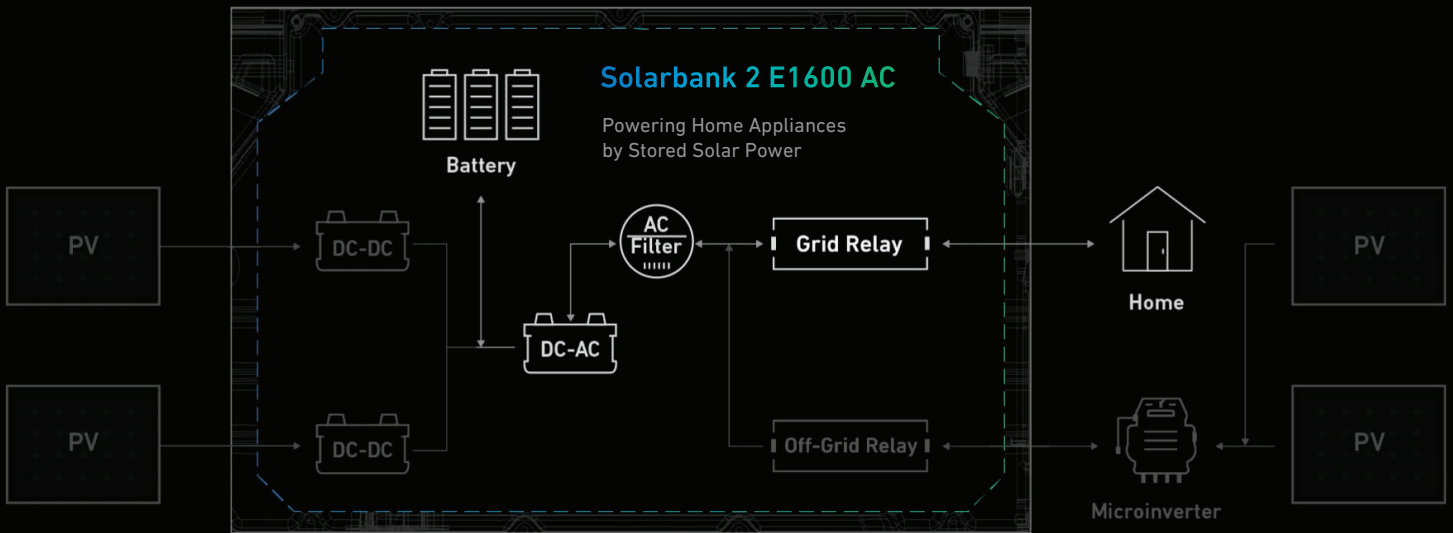 Solarbank 2 E1600 AC
Powering Home Appliances
by Stored Solar Power
Battery
PV
DC-DC
AC
Filter
Grid Relay
Home
PV
DC-AC
PV
DC-DC
Off-Grid Relay
Microinverter
PV